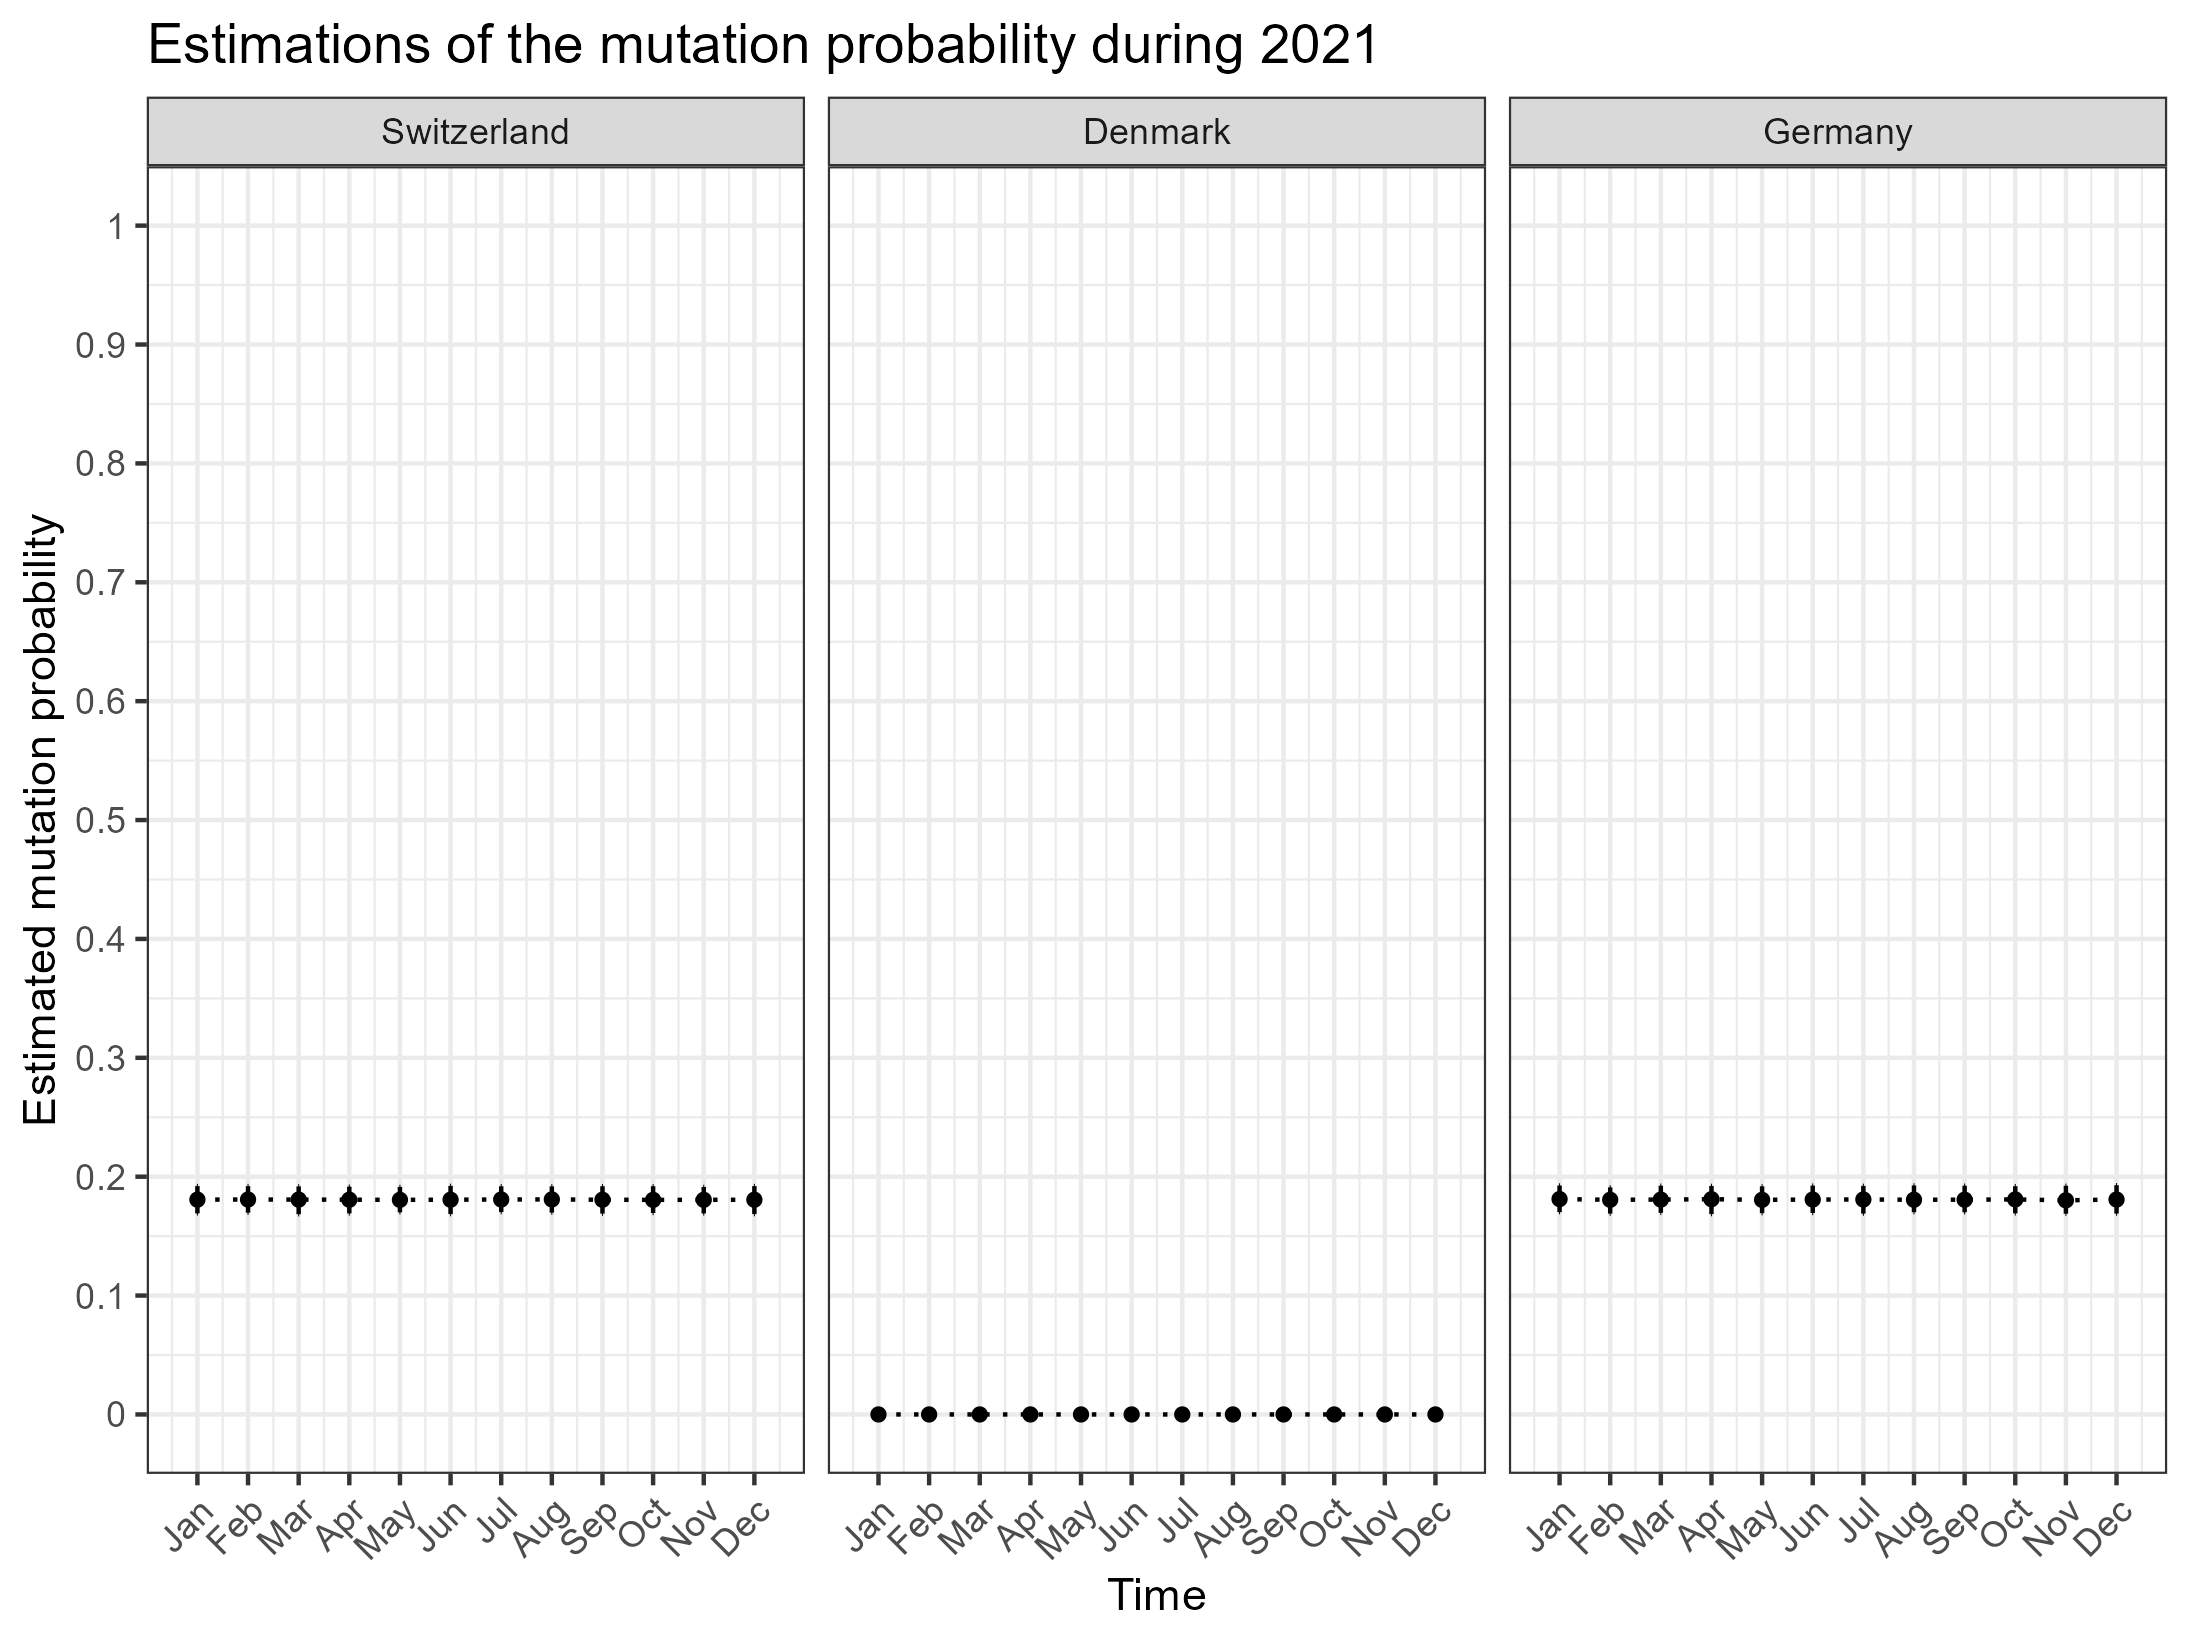 Estimations of the mutation probability during 2021
Switzerland
Denmark
Germany
Estimated mutation probability
1
0.9
0.8
0.7
0.6
0.5
0.4
0.3
0.2
0.1
0
Jan Feb Mar Apr May Jun Jul Aug Sep Oct Nov Dec
Jan Feb Mar Apr May Jun Jul Aug Sep Oct Nov Dec
Jan Feb Mar Apr May Jun Jul Aug Sep Oct Nov Dec
Time